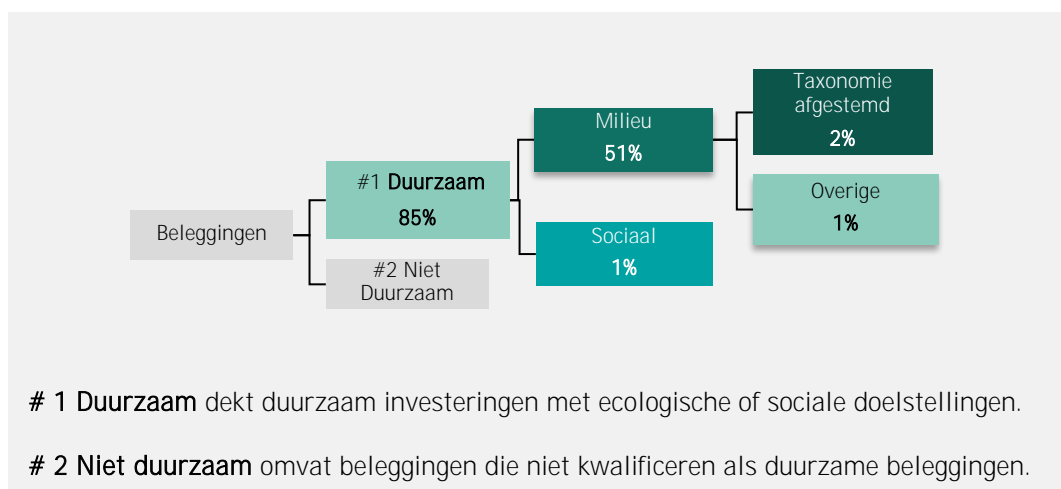 Beleggingen
#1 Duurzaam
85%
#2 Niet
Duurzaam
Milieu
51%
Sociaal
1%
Taxonomie
afgestemd
2%
Overige
1%
# 1 Duurzaam dekt duurzaam investeringen met ecologische of sociale doelstellingen.
# 2 Niet duurzaam omvat beleggingen die niet kwalificeren als duurzame beleggingen.